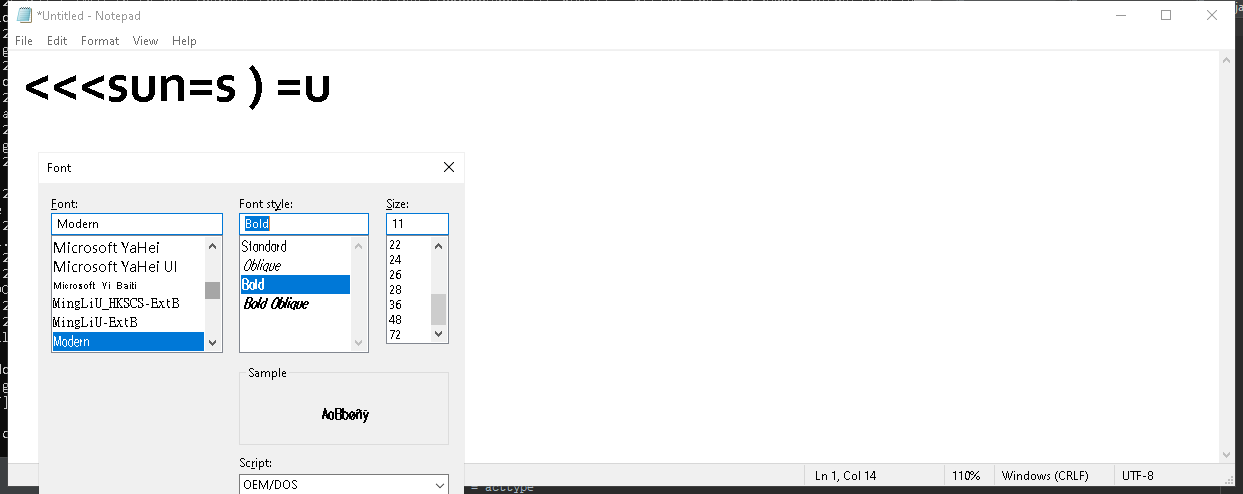 *Untitled - Notepad
File Edit Format View Help
<<<sun=s ) =u
Font
Font: Font style: Size:
Modern Bold 11
Microsoft YaHei
Microsoft YaHei UI
Microsoft Yi Baiti
MingLiU_HKSCS-ExtB
MingLiU-ExtB
Modern
Standard
Oblique
Bold
Bold Oblique
22
24
26
28
36
48
72
Sample
AaBbøñÿ
Script:
OEM/DOS
Ln 1, Col 14 110% Windows (CRLF) UTF-8
= acctype